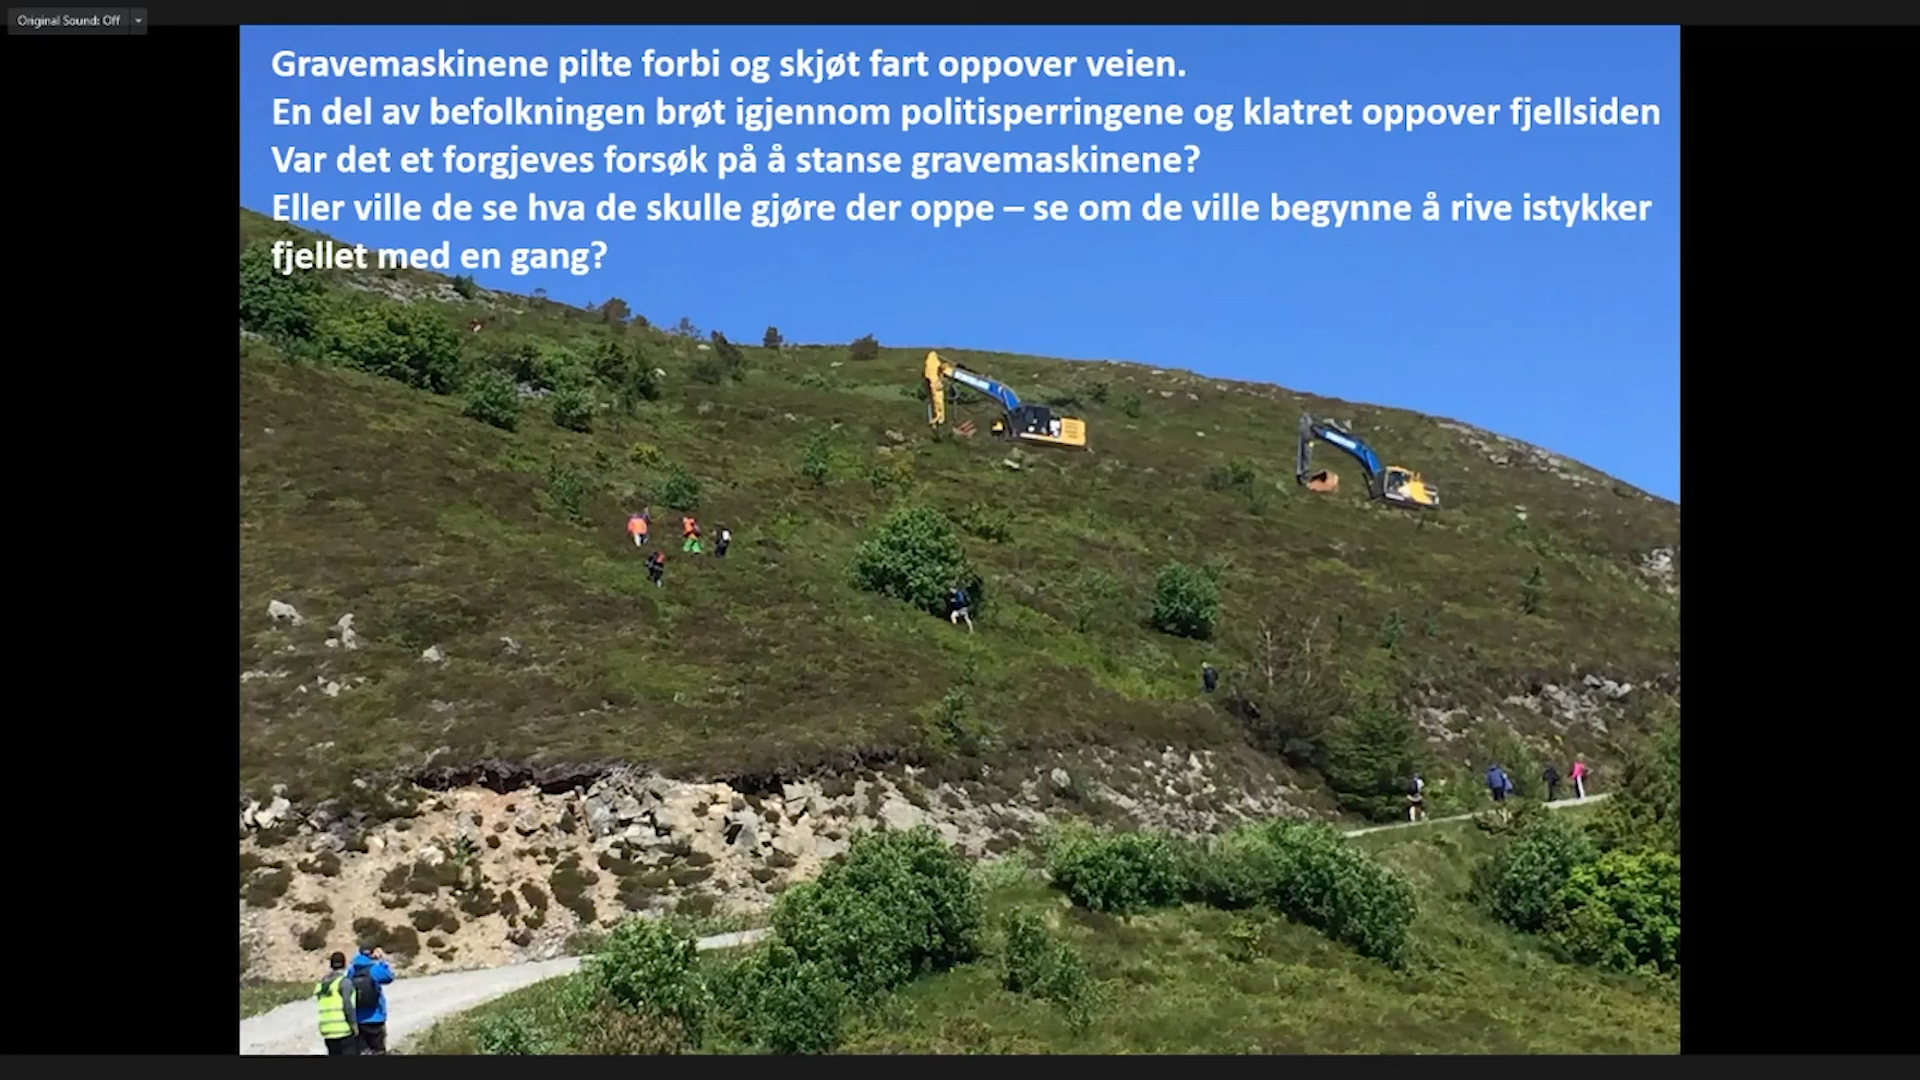 Original Sound: Off
Gravemaskinene pilte forbi og skjøt fart oppover veien.
En del av befolkningen brøt igjennom politisperringene og klatret oppover fjellsiden
Var det et forgjeves forsøk på å stanse gravemaskinene?
Eller ville de se hva de skulle gjøre der oppe – se om de ville begynne å rive istykker
fjellet med en gang?